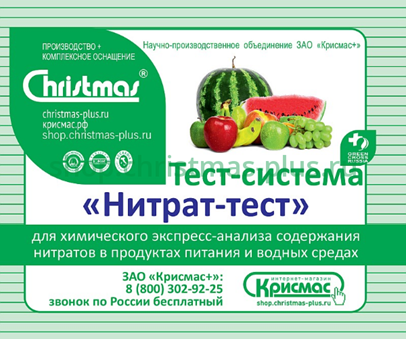 ПРОИЗВОДСТВО +
КОМПЛЕКСНОЕ ОСНАЩЕНИЕ
Научно-производственное объединение ЗАО «Крисмас+»
Christmas®
christmas-plus.ru
крисмас.рф
shop.christmas-plus.ru
GREEN CROSS RUSSIA
shop.christmas-plus.ru
Тест-система
«Нитрат-тест»
для химического экспресс-анализа содержания
нитратов в продуктах питания и водных средах
ЗАО «Крисмас+»:
8 (800) 302-92-25
звонок по России бесплатный
интернет-магазин
Крисмас
shop.christmas-plus.ru